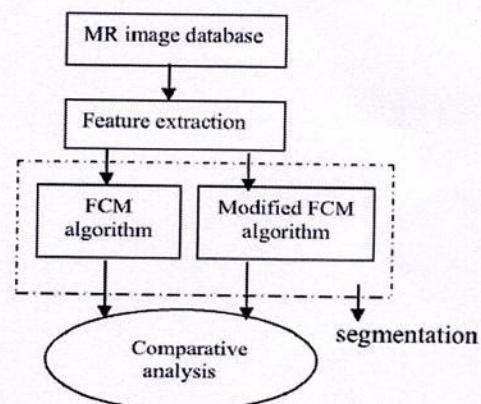 MR image database
Feature extraction
FCM
algorithm
Modified FCM
algorithm
segmentation
Comparative
analysis